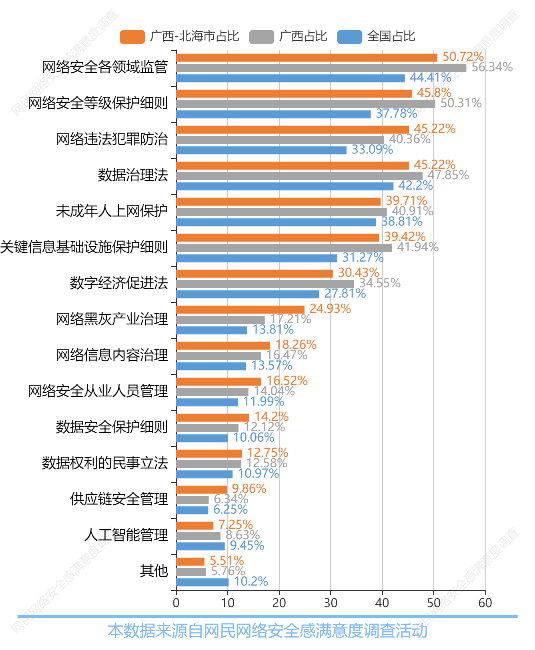 广西-北海市占比 广西占比 全国占比
网络安全各领域监管 50.72% 56.34% 44.41%
网络安全等级保护细则 45.8% 50.31% 37.78%
网络违法犯罪防治 45.22% 40.36% 33.09%
数据治理法 45.22% 47.85% 42.2%
未成年人上网保护 39.71% 40.91% 38.81%
关键信息基础设施保护细则 39.42% 41.94% 31.27%
数字经济促进法 30.43% 34.55% 27.81%
网络黑灰产业治理 24.93% 17.21% 13.81%
网络信息内容治理 18.26% 16.47% 13.57%
网络安全从业人员管理 16.52% 14.04% 11.99%
数据安全保护细则 14.2% 12.12% 10.06%
数据权利的民事立法 12.75% 12.58% 10.97%
供应链安全管理 9.86% 6.34% 6.25%
人工智能管理 7.25% 8.63% 9.45%
其他 5.51% 5.76% 10.2%
0 10 20 30 40 50 60
本数据来源自网民网络安全感满意度调查活动